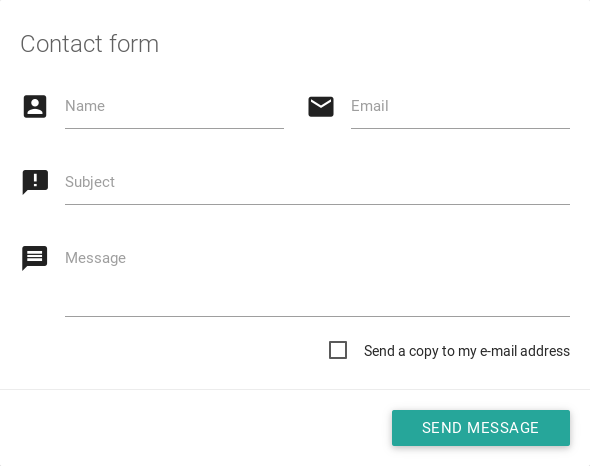 Contact form
Name Email
Subject
Message
Send a copy to my e-mail address
SEND MESSAGE